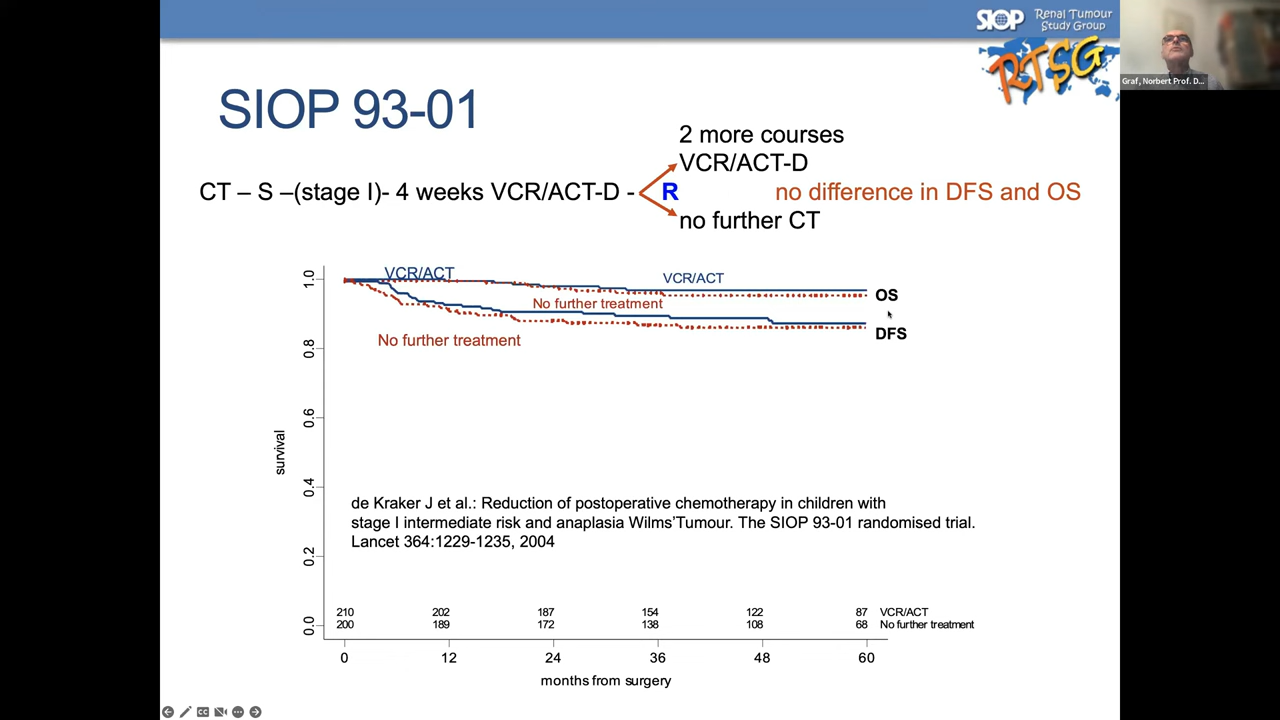 SIOP Renal Tumour
Study Group
RTSG
Graf, Norbert Prof. D...
SIOP 93-01
2 more courses
VCR/ACT-D
CT – S –(stage I)- 4 weeks VCR/ACT-D - R no difference in DFS and OS
no further CT
VCR/ACT
VCR/ACT
No further treatment
OS
DFS
No further treatment
1.0
0.8
0.6
0.4
0.2
0.0
survival
de Kraker J et al.: Reduction of postoperative chemotherapy in children with
stage I intermediate risk and anaplasia Wilms'Tumour. The SIOP 93-01 randomised trial.
Lancet 364:1229-1235, 2004
210 202 187 154 122 87 VCR/ACT
200 189 172 138 108 68 No further treatment
0 12 24 36 48 60
months from surgery